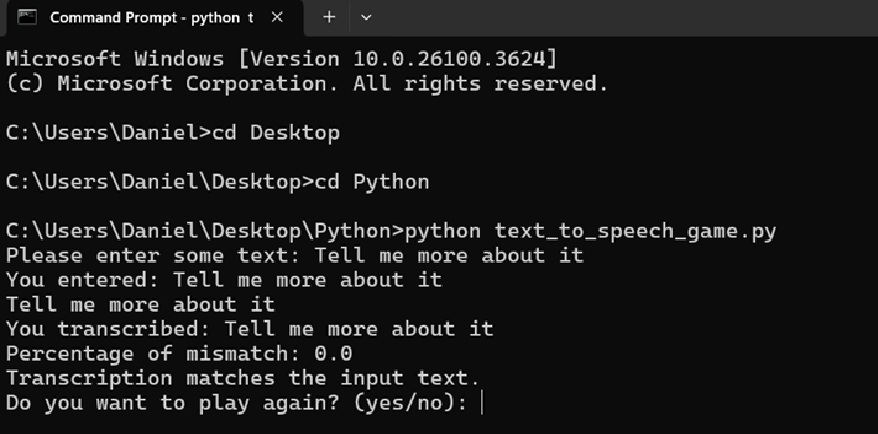 Command Prompt - python t
Microsoft Windows [Version 10.0.26100.3624]
(c) Microsoft Corporation. All rights reserved.
C:\Users\Daniel>cd Desktop
C:\Users\Daniel\Desktop>cd Python
C:\Users\Daniel\Desktop\Python>python text_to_speech_game.py
Please enter some text: Tell me more about it
You entered: Tell me more about it
Tell me more about it
You transcribed: Tell me more about it
Percentage of mismatch: 0.0
Transcription matches the input text.
Do you want to play again? (yes/no):